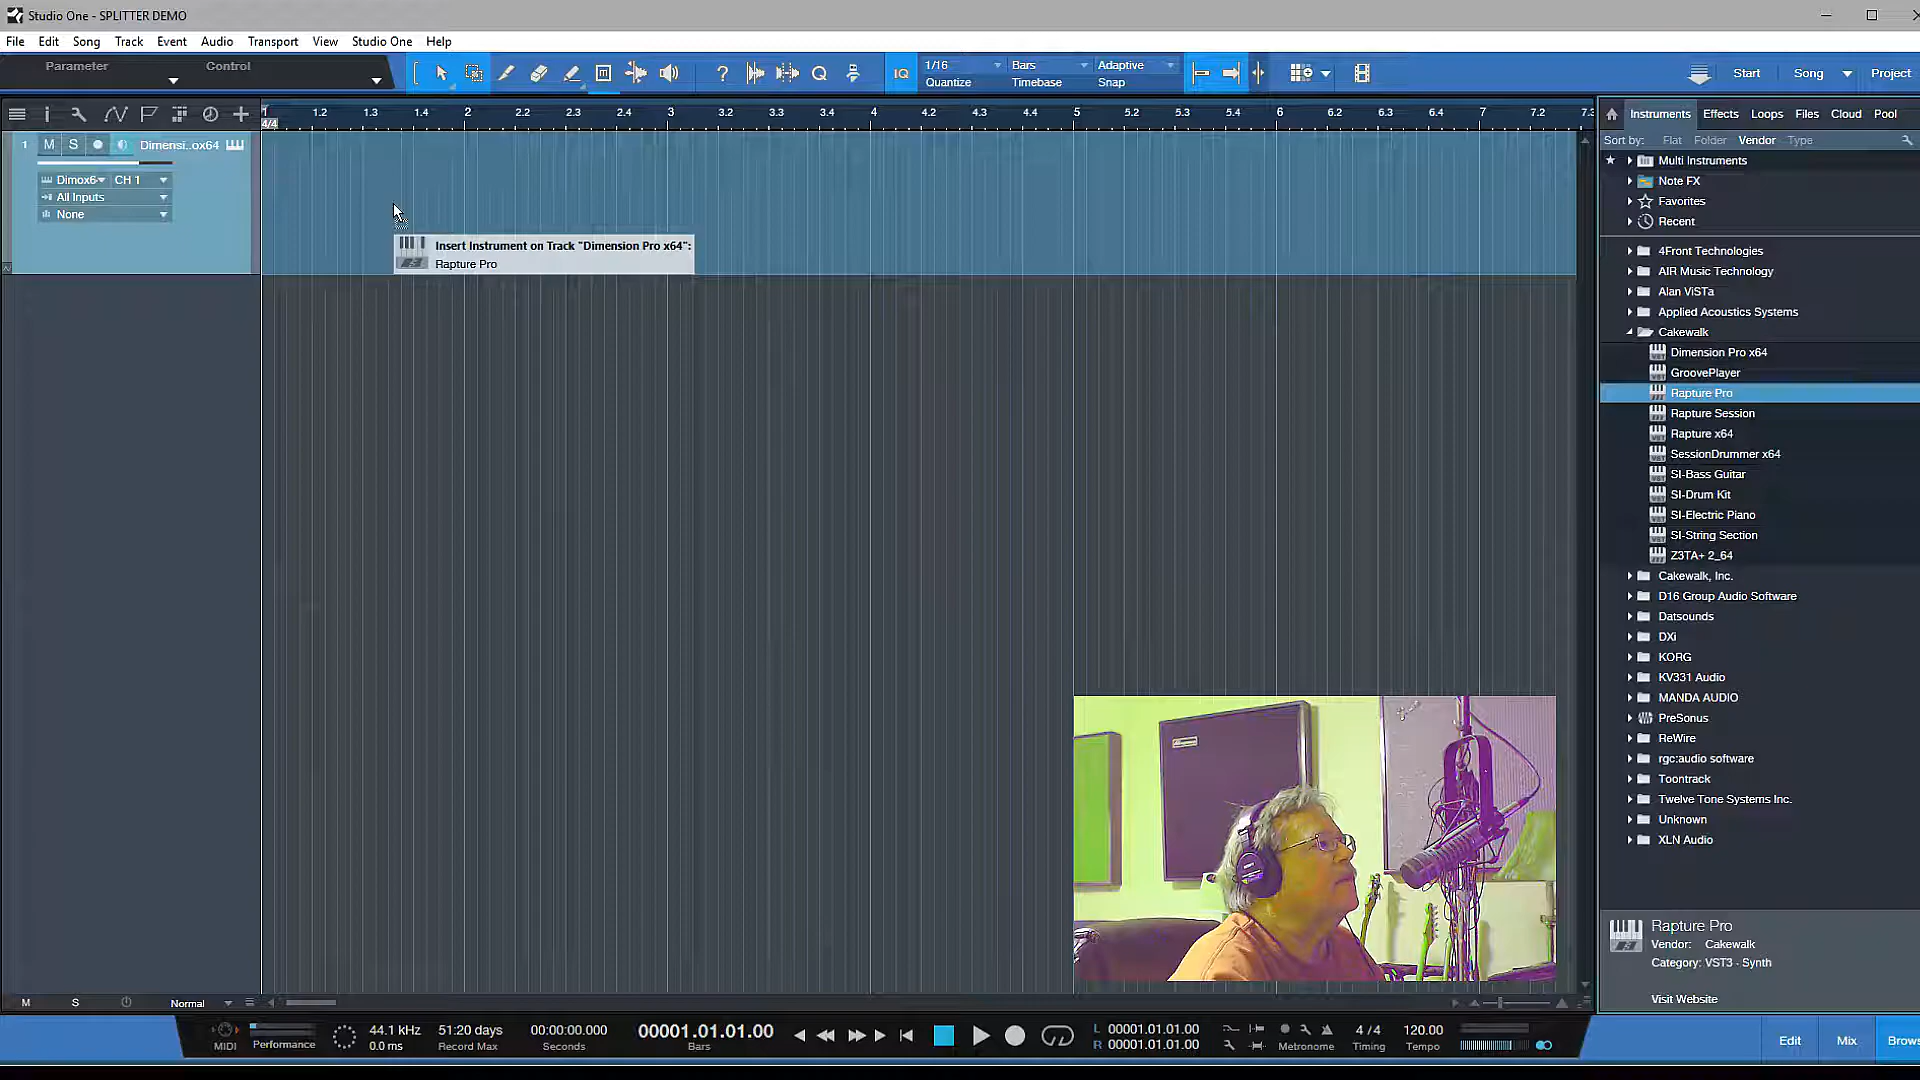 Studio One - SPLITTER DEMO
File Edit Song Track Event Audio Transport View Studio One Help
Parameter Control
IQ 1/16 Quantize Bars Timebase Adaptive Snap
Start Song Project
1.2 1.3 1.4 2 2.2 2.3 2.4 3 3.2 3.3 3.4 4 4.2 4.3 4.4 5 5.2 5.3 5.4 6 6.2 6.3 6.4 7 7.2 7.3
4/4
1 M S Dimensi..ox64
Dimox6 CH 1
All Inputs
None
Insert Instrument on Track "Dimension Pro x64":
Rapture Pro
Instruments Effects Loops Files Cloud Pool
Sort by: Flat Folder Vendor Type
Multi Instruments
Note FX
Favorites
Recent
4Front Technologies
AIR Music Technology
Alan ViSTa
Applied Acoustics Systems
Cakewalk
Dimension Pro x64
GroovePlayer
Rapture Pro
Rapture Session
Rapture x64
SessionDrummer x64
SI-Bass Guitar
SI-Drum Kit
SI-Electric Piano
SI-String Section
Z3TA+ 2_64
Cakewalk, Inc.
D16 Group Audio Software
Datsounds
DXi
KORG
KV331 Audio
MANDA AUDIO
PreSonus
ReWire
rgc:audio software
Toontrack
Twelve Tone Systems Inc.
Unknown
XLN Audio
Rapture Pro
Vendor: Cakewalk
Category: VST3 - Synth
Visit Website
M S Normal
MIDI Performance
44.1 kHz
0.0 ms
51:20 days
Record Max
00:00:00.000
Seconds
00001.01.01.00
Bars
L 00001.01.01.00
R 00001.01.01.00
Metronome
4 / 4
Timing
120.00
Tempo
Edit Mix Brows